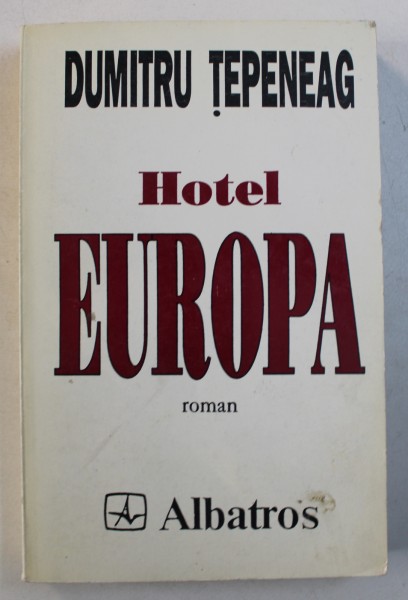 DUMITRU ȚEPENEAG
Hotel
EUROPA
roman
Albatros